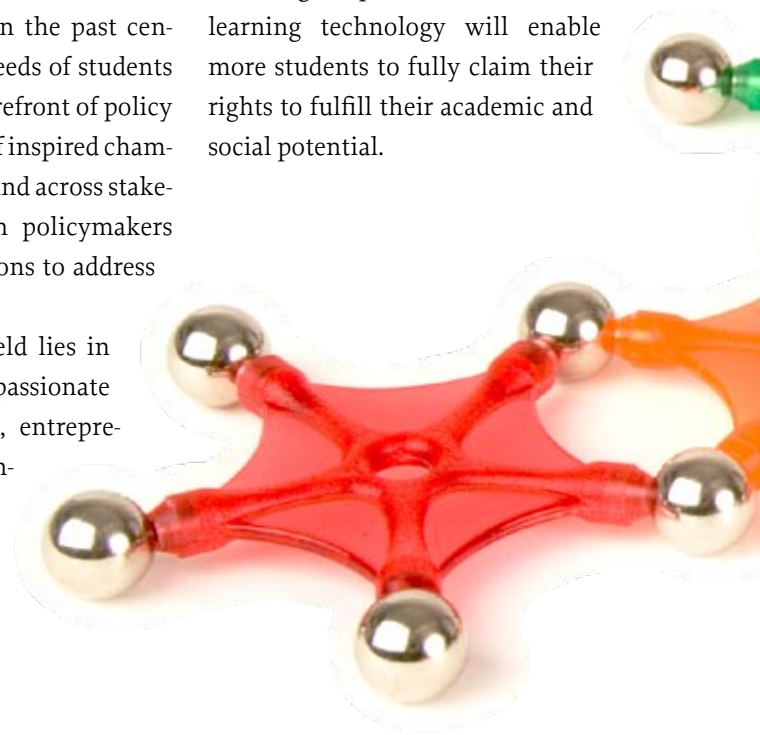 n the past cen-
eeds of students
refront of policy
f inspired cham-
nd across stake-
n policymakers
ons to address
eld lies in
passionate
, entrepre-
n-
learning technology will enable
more students to fully claim their
rights to fulfill their academic and
social potential.